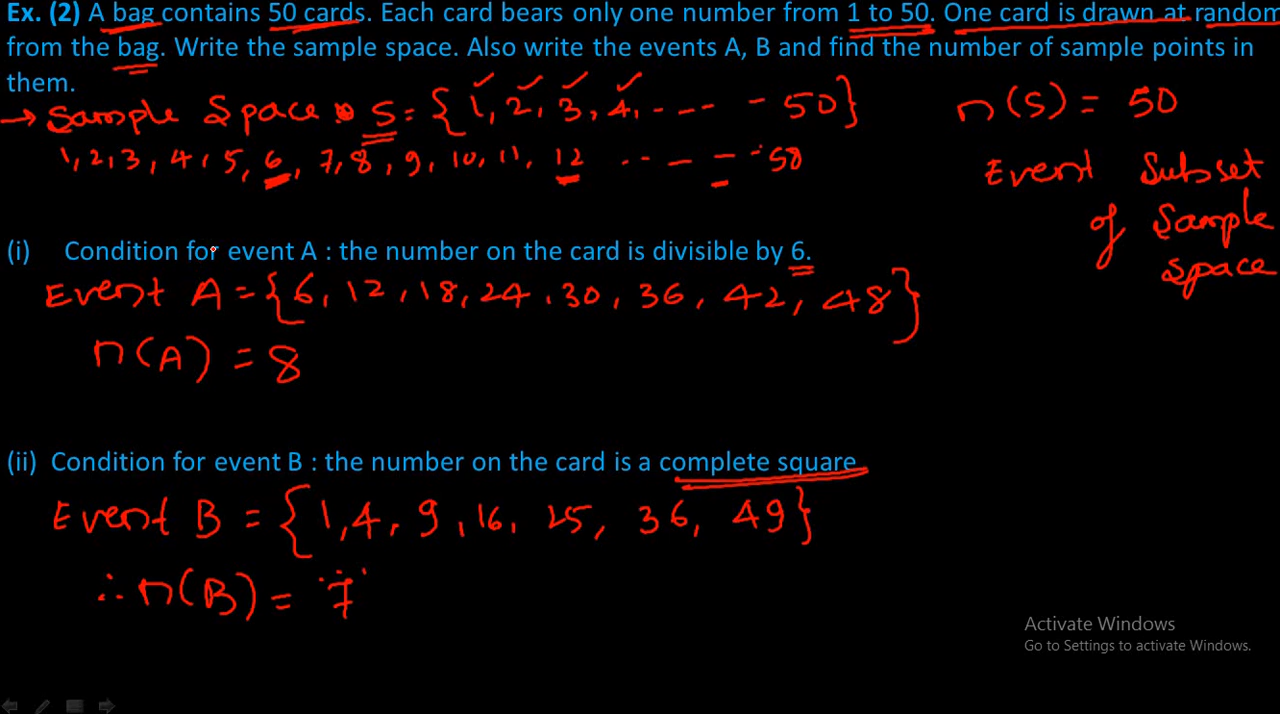 Ex. (2) A bag contains 50 cards. Each card bears only one number from 1 to 50. One card is drawn at random
from the bag. Write the sample space. Also write the events A, B and find the number of sample points in
them.
→ Sample Space S = { 1, 2, 3, 4, ..... - 50 }
n(S) = 50
1, 2, 3, 4, 5, 6, 7, 8, 9, 10, 11, 12 .. - - - 50
Event Subset
of Sample
space
(i) Condition for event A : the number on the card is divisible by 6.
Event A = { 6, 12, 18, 24, 30, 36, 42, 48 }
n(A) = 8
(ii) Condition for event B : the number on the card is a complete square
Event B = { 1, 4, 9, 16, 25, 36, 49 }
∴ n(B) = 7
Activate Windows
Go to Settings to activate Windows.